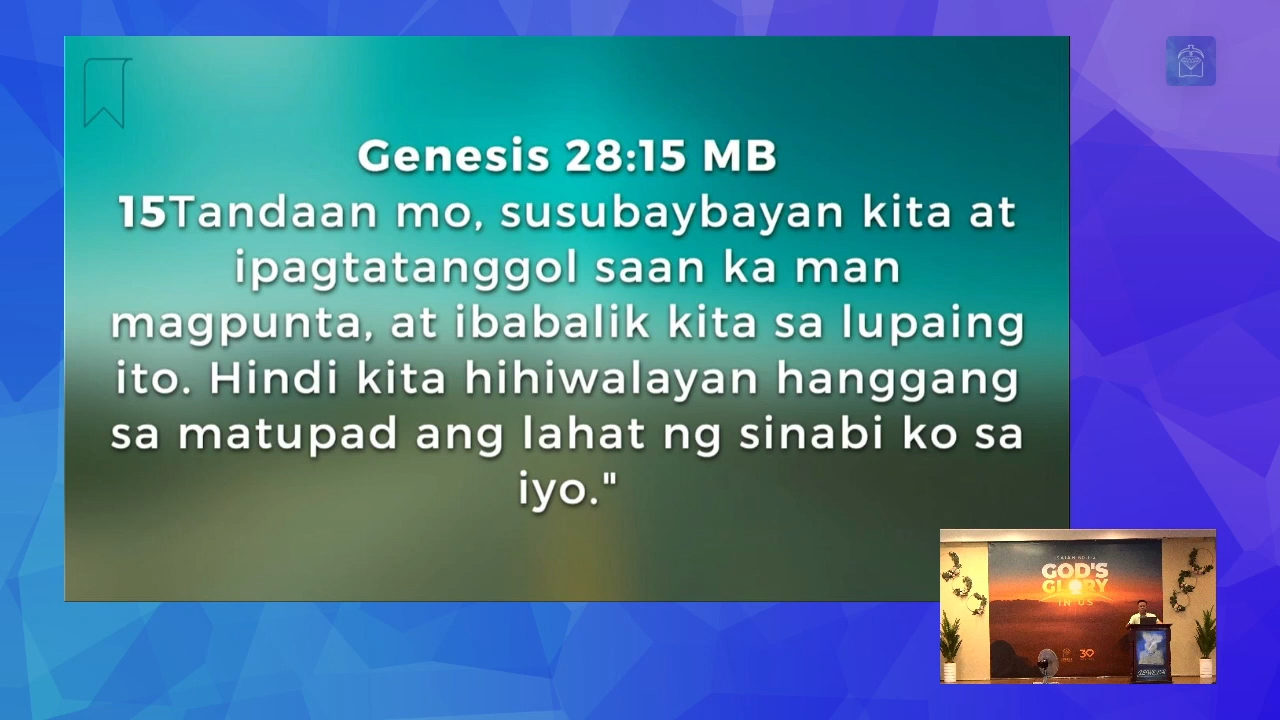 Genesis 28:15 MB
15Tandaan mo, susubaybayan kita at
ipagtatanggol saan ka man
magpunta, at ibabalik kita sa lupaing
ito. Hindi kita hihiwalayan hanggang
sa matupad ang lahat ng sinabi ko sa
iyo."
GOD'S
GLORY
IN US
30